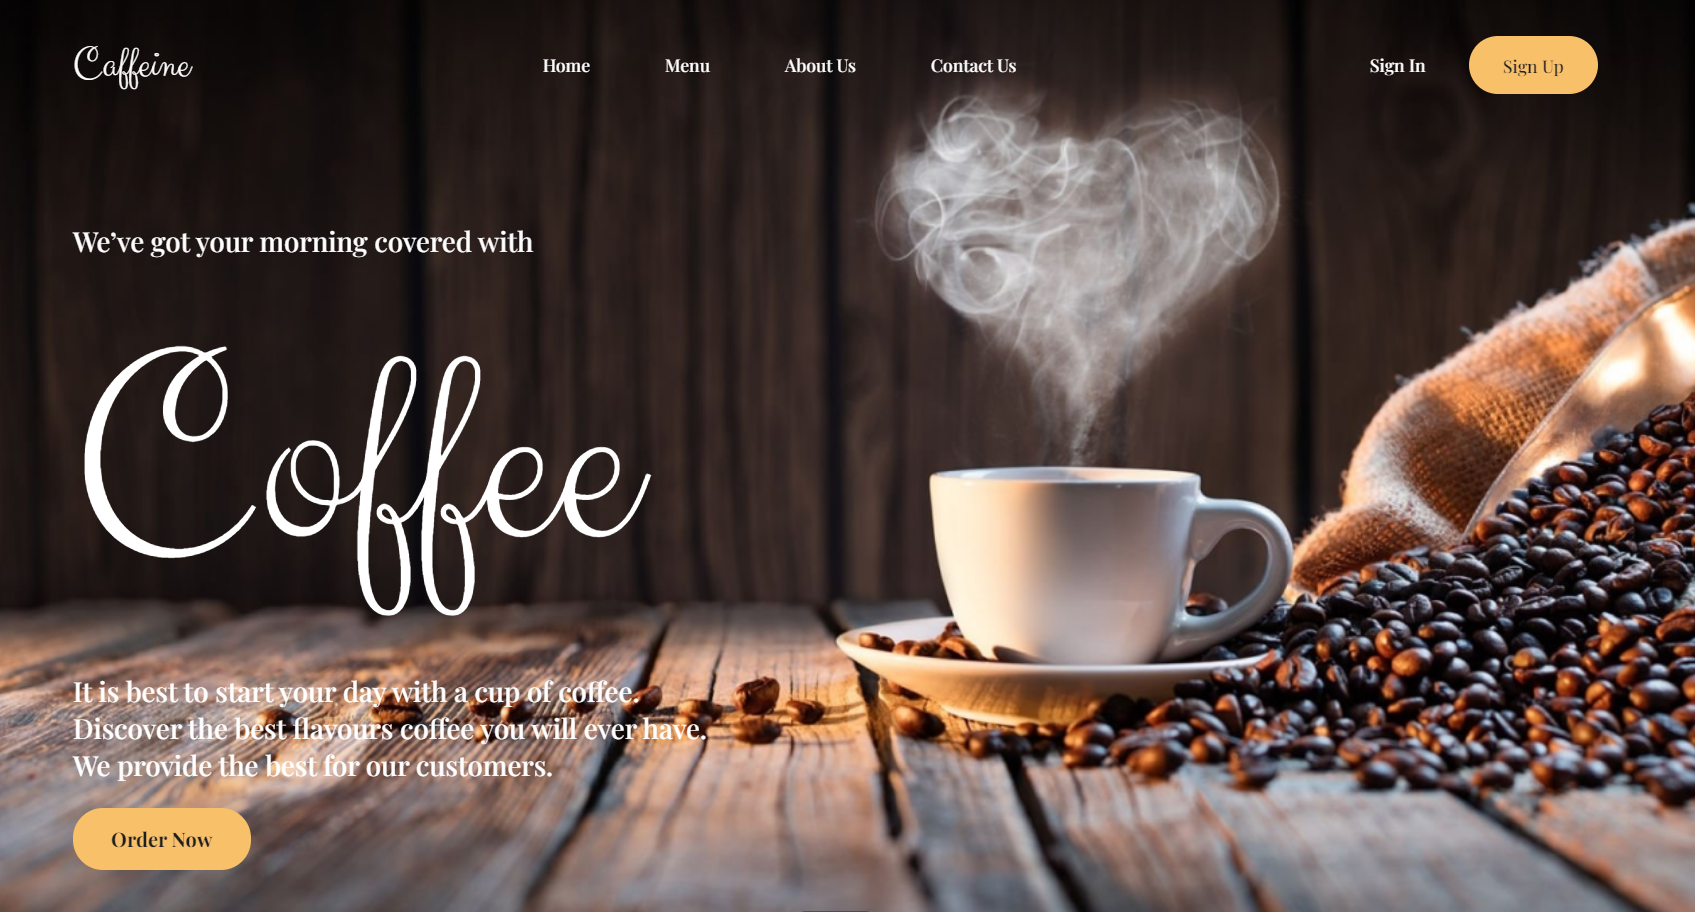 Caffeine
Home
Menu
About Us
Contact Us
Sign In
Sign Up
We’ve got your morning covered with
Coffee
It is best to start your day with a cup of coffee.
Discover the best flavours coffee you will ever have.
We provide the best for our customers.
Order Now